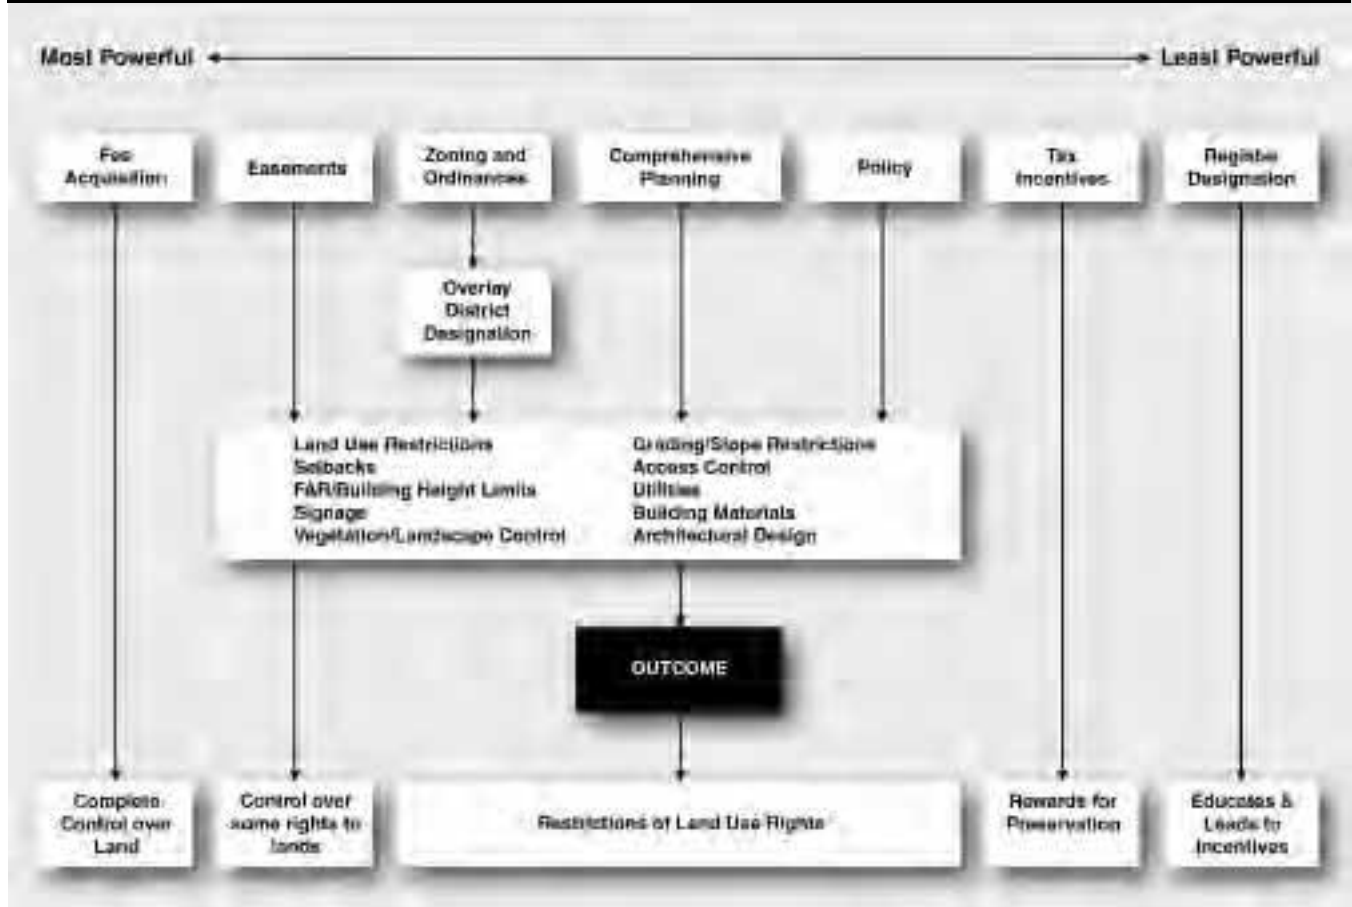 Most Powerful
Least Powerful
Fee
Acquisition
Easements
Zoning and
Ordinances
Comprehensive
Planning
Policy
Tax
Incentives
Register
Designation
Overlay
District
Designation
Land Use Restrictions
Setbacks
FAR/Building Height Limits
Signage
Vegetation/Landscape Control
Grading/Slope Restrictions
Access Control
Utilities
Building Materials
Architectural Design
OUTCOME
Complete
Control over
Land
Control over
some rights to
lands
Restrictions of Land Use Rights
Rewards for
Preservation
Educates &
Leads to
Incentives